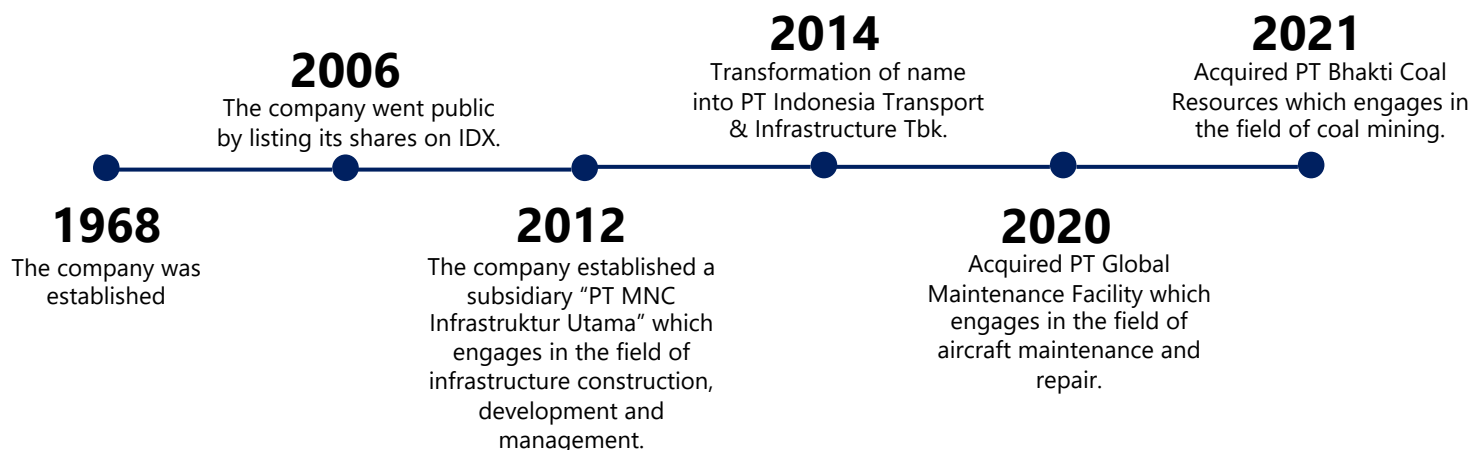 1968
The company was
established
2006
The company went public
by listing its shares on IDX.
2012
The company established a
subsidiary “PT MNC
Infrastruktur Utama” which
engages in the field of
infrastructure construction,
development and
management.
2014
Transformation of name
into PT Indonesia Transport
& Infrastructure Tbk.
2020
Acquired PT Global
Maintenance Facility which
engages in the field of
aircraft maintenance and
repair.
2021
Acquired PT Bhakti Coal
Resources which engages in
the field of coal mining.